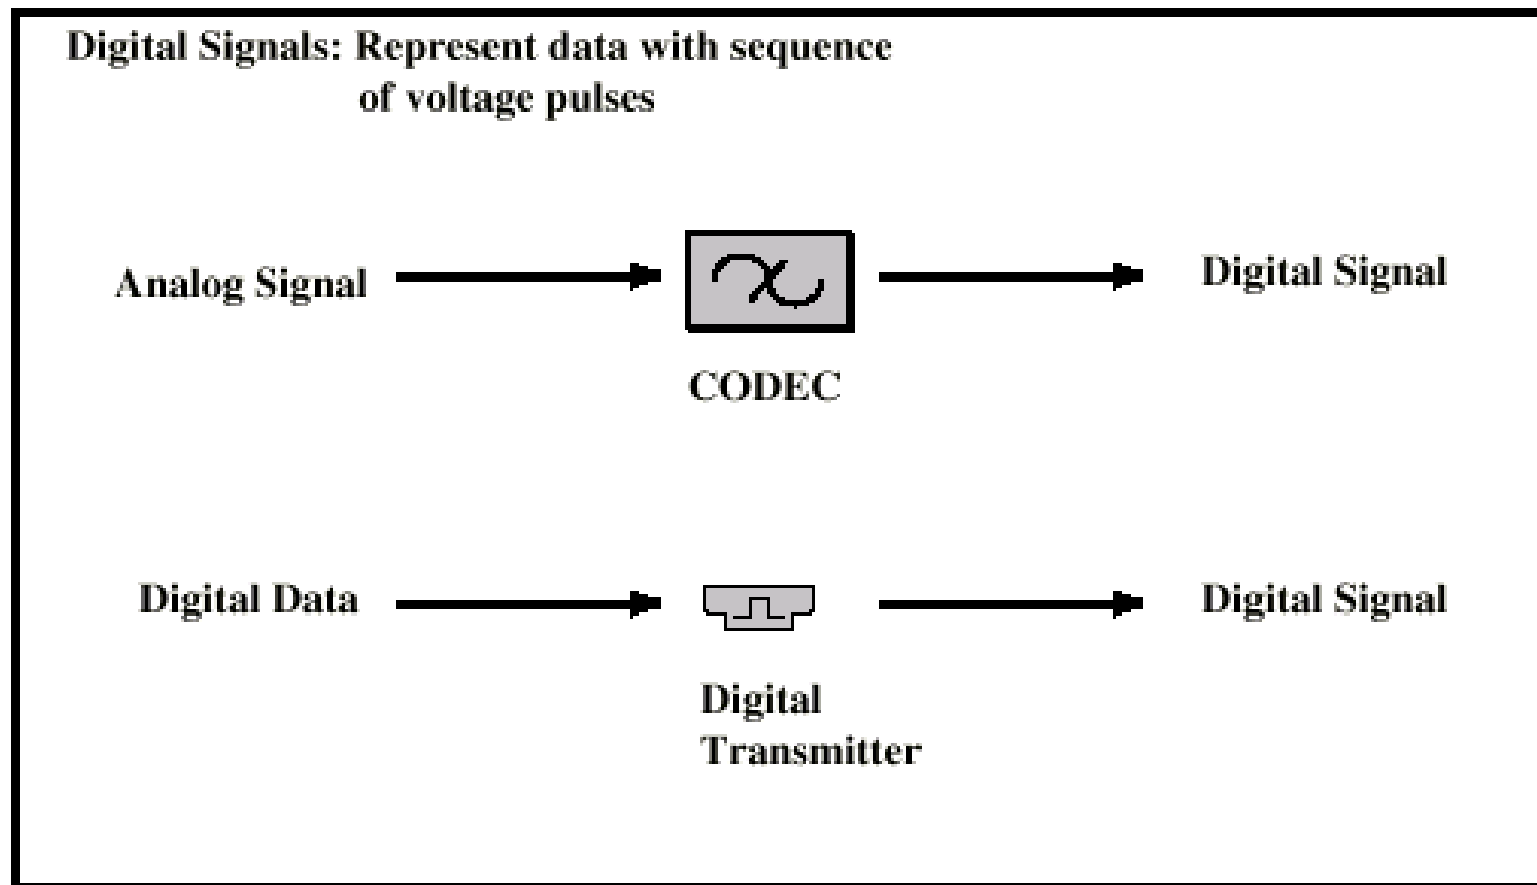 Digital Signals: Represent data with sequence
of voltage pulses
Analog Signal
Digital Signal
CODEC
Digital Data
Digital Signal
Digital
Transmitter